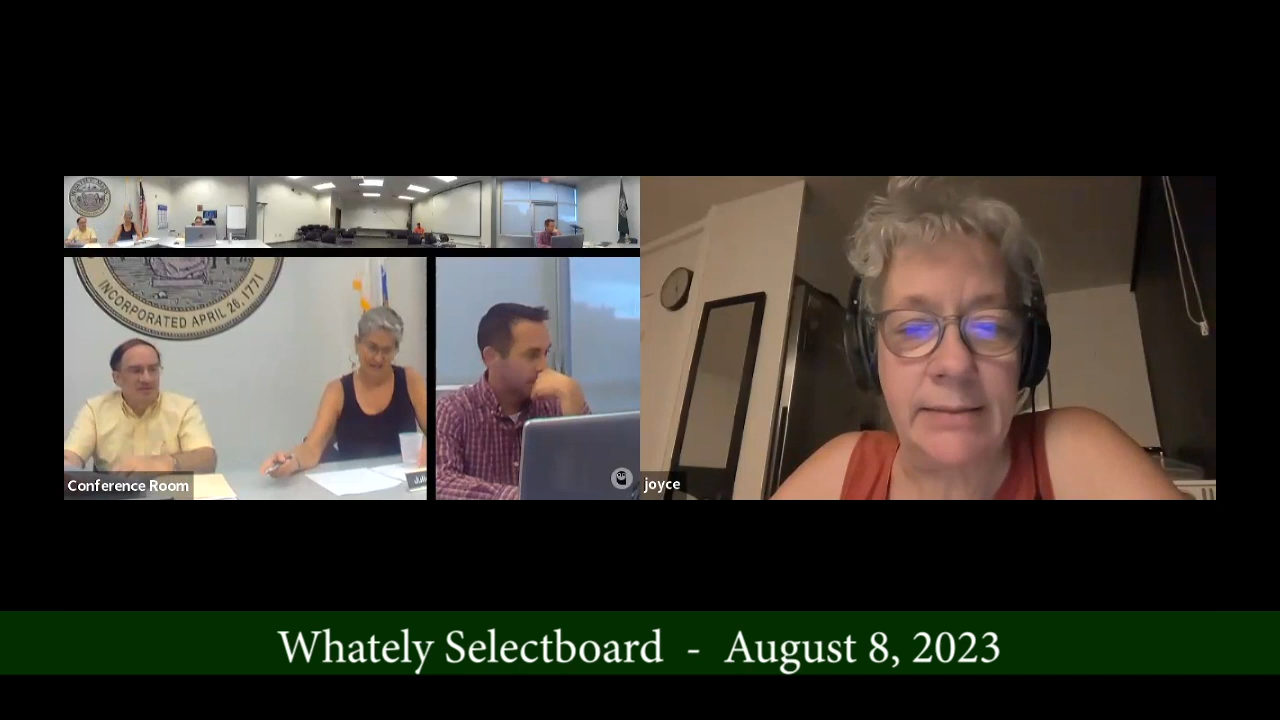 INCORPORATED APRIL 26, 1771
Conference Room
joyce
Whately Selectboard - August 8, 2023